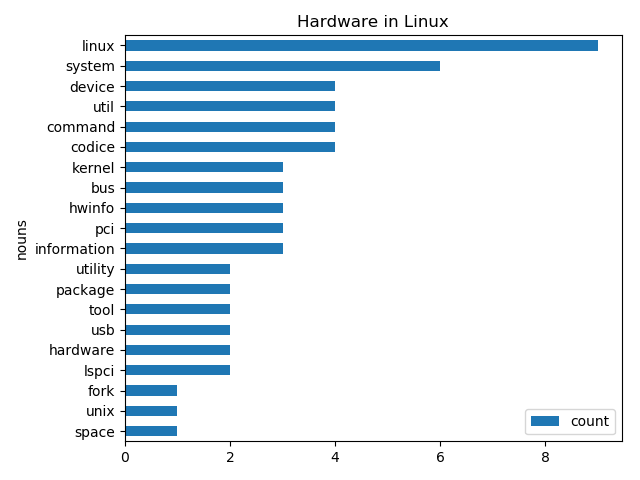 Hardware in Linux
linux
system
device
util
command
codice
kernel
bus
hwinfo
pci
information
utility
package
tool
usb
hardware
lspci
fork
unix
space
nouns
0 2 4 6 8
count